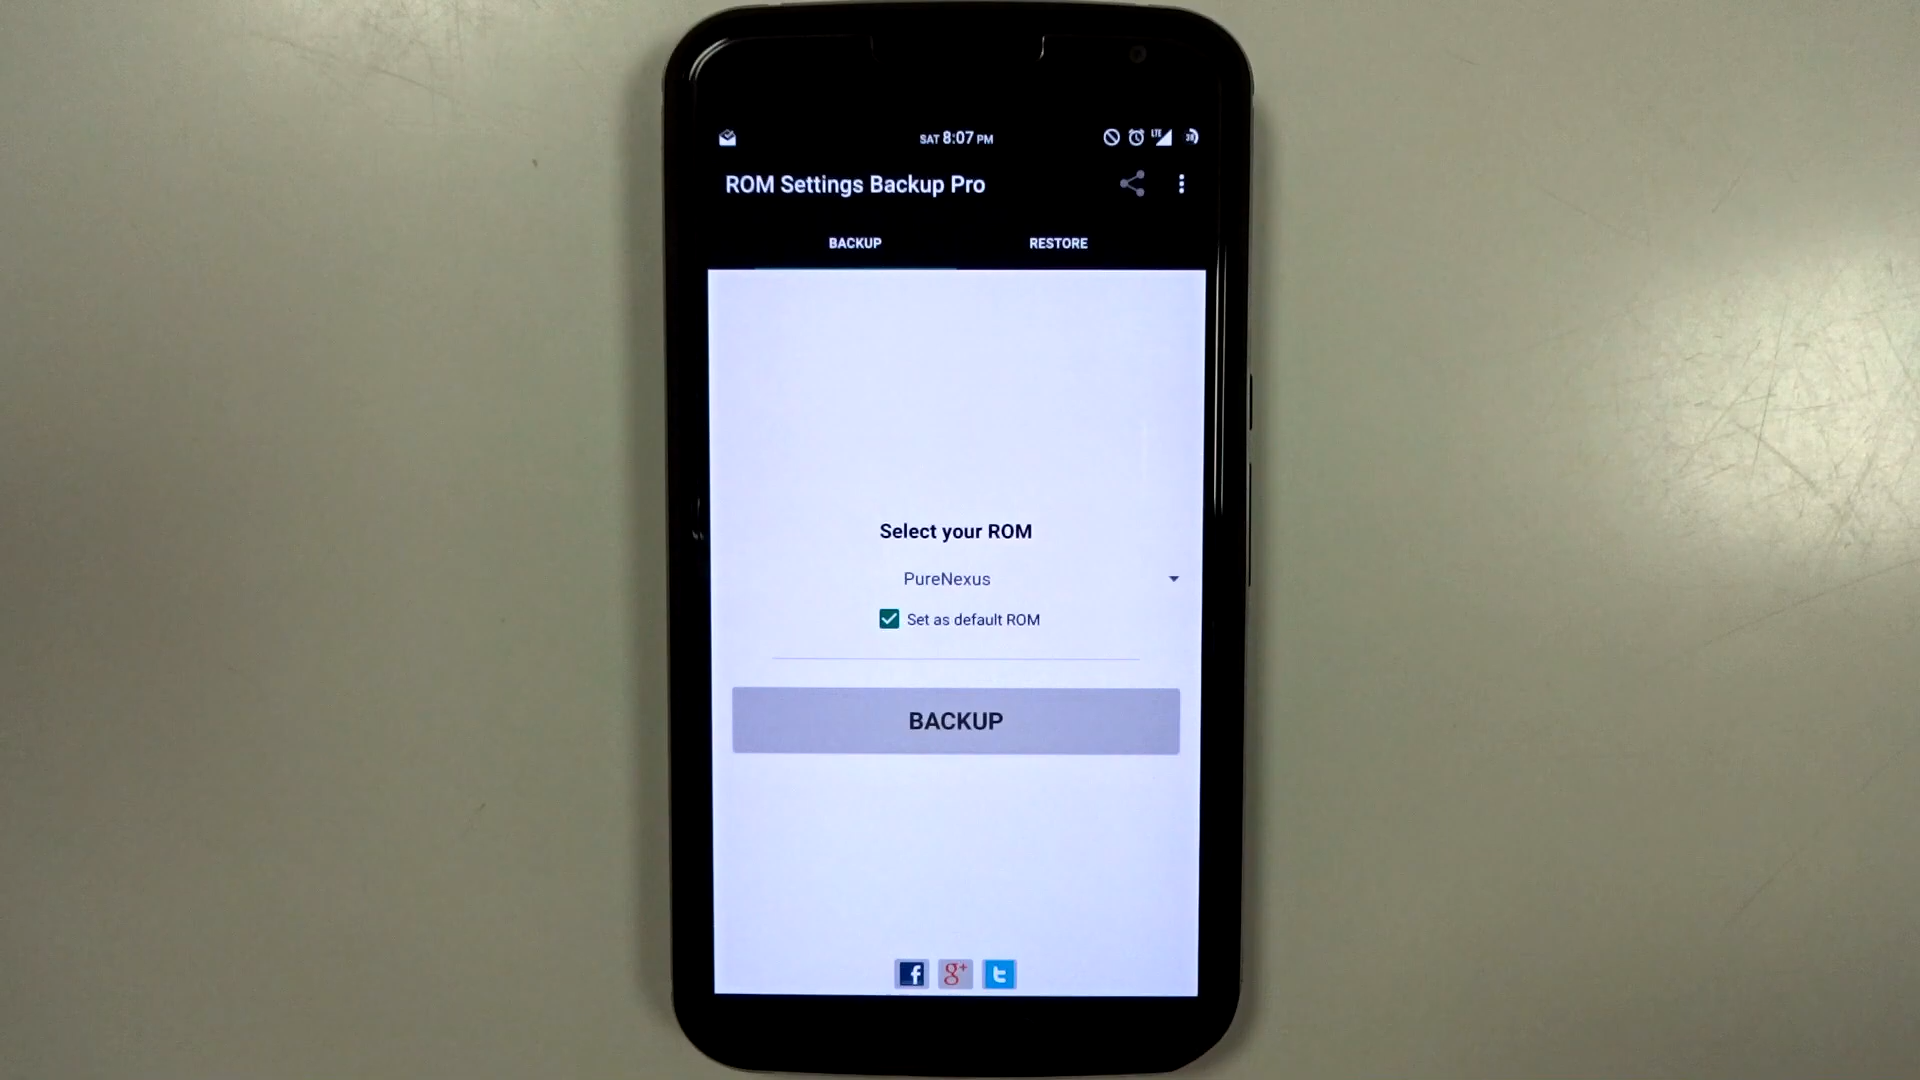 SAT 8:07 PM
LTE
ROM Settings Backup Pro
BACKUP
RESTORE
Select your ROM
PureNexus
Set as default ROM
BACKUP
f
g+
t